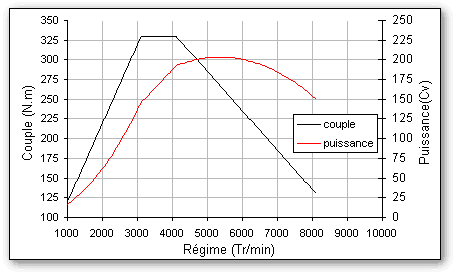 350 250
325 225
300 200
275 175
250 150
225 125
200 100
175 75
150 50
125 25
100 0
Couple (N.m)
Puissance(Cv)
couple
puissance
1000 2000 3000 4000 5000 6000 7000 8000 9000 10000
Régime (Tr/min)